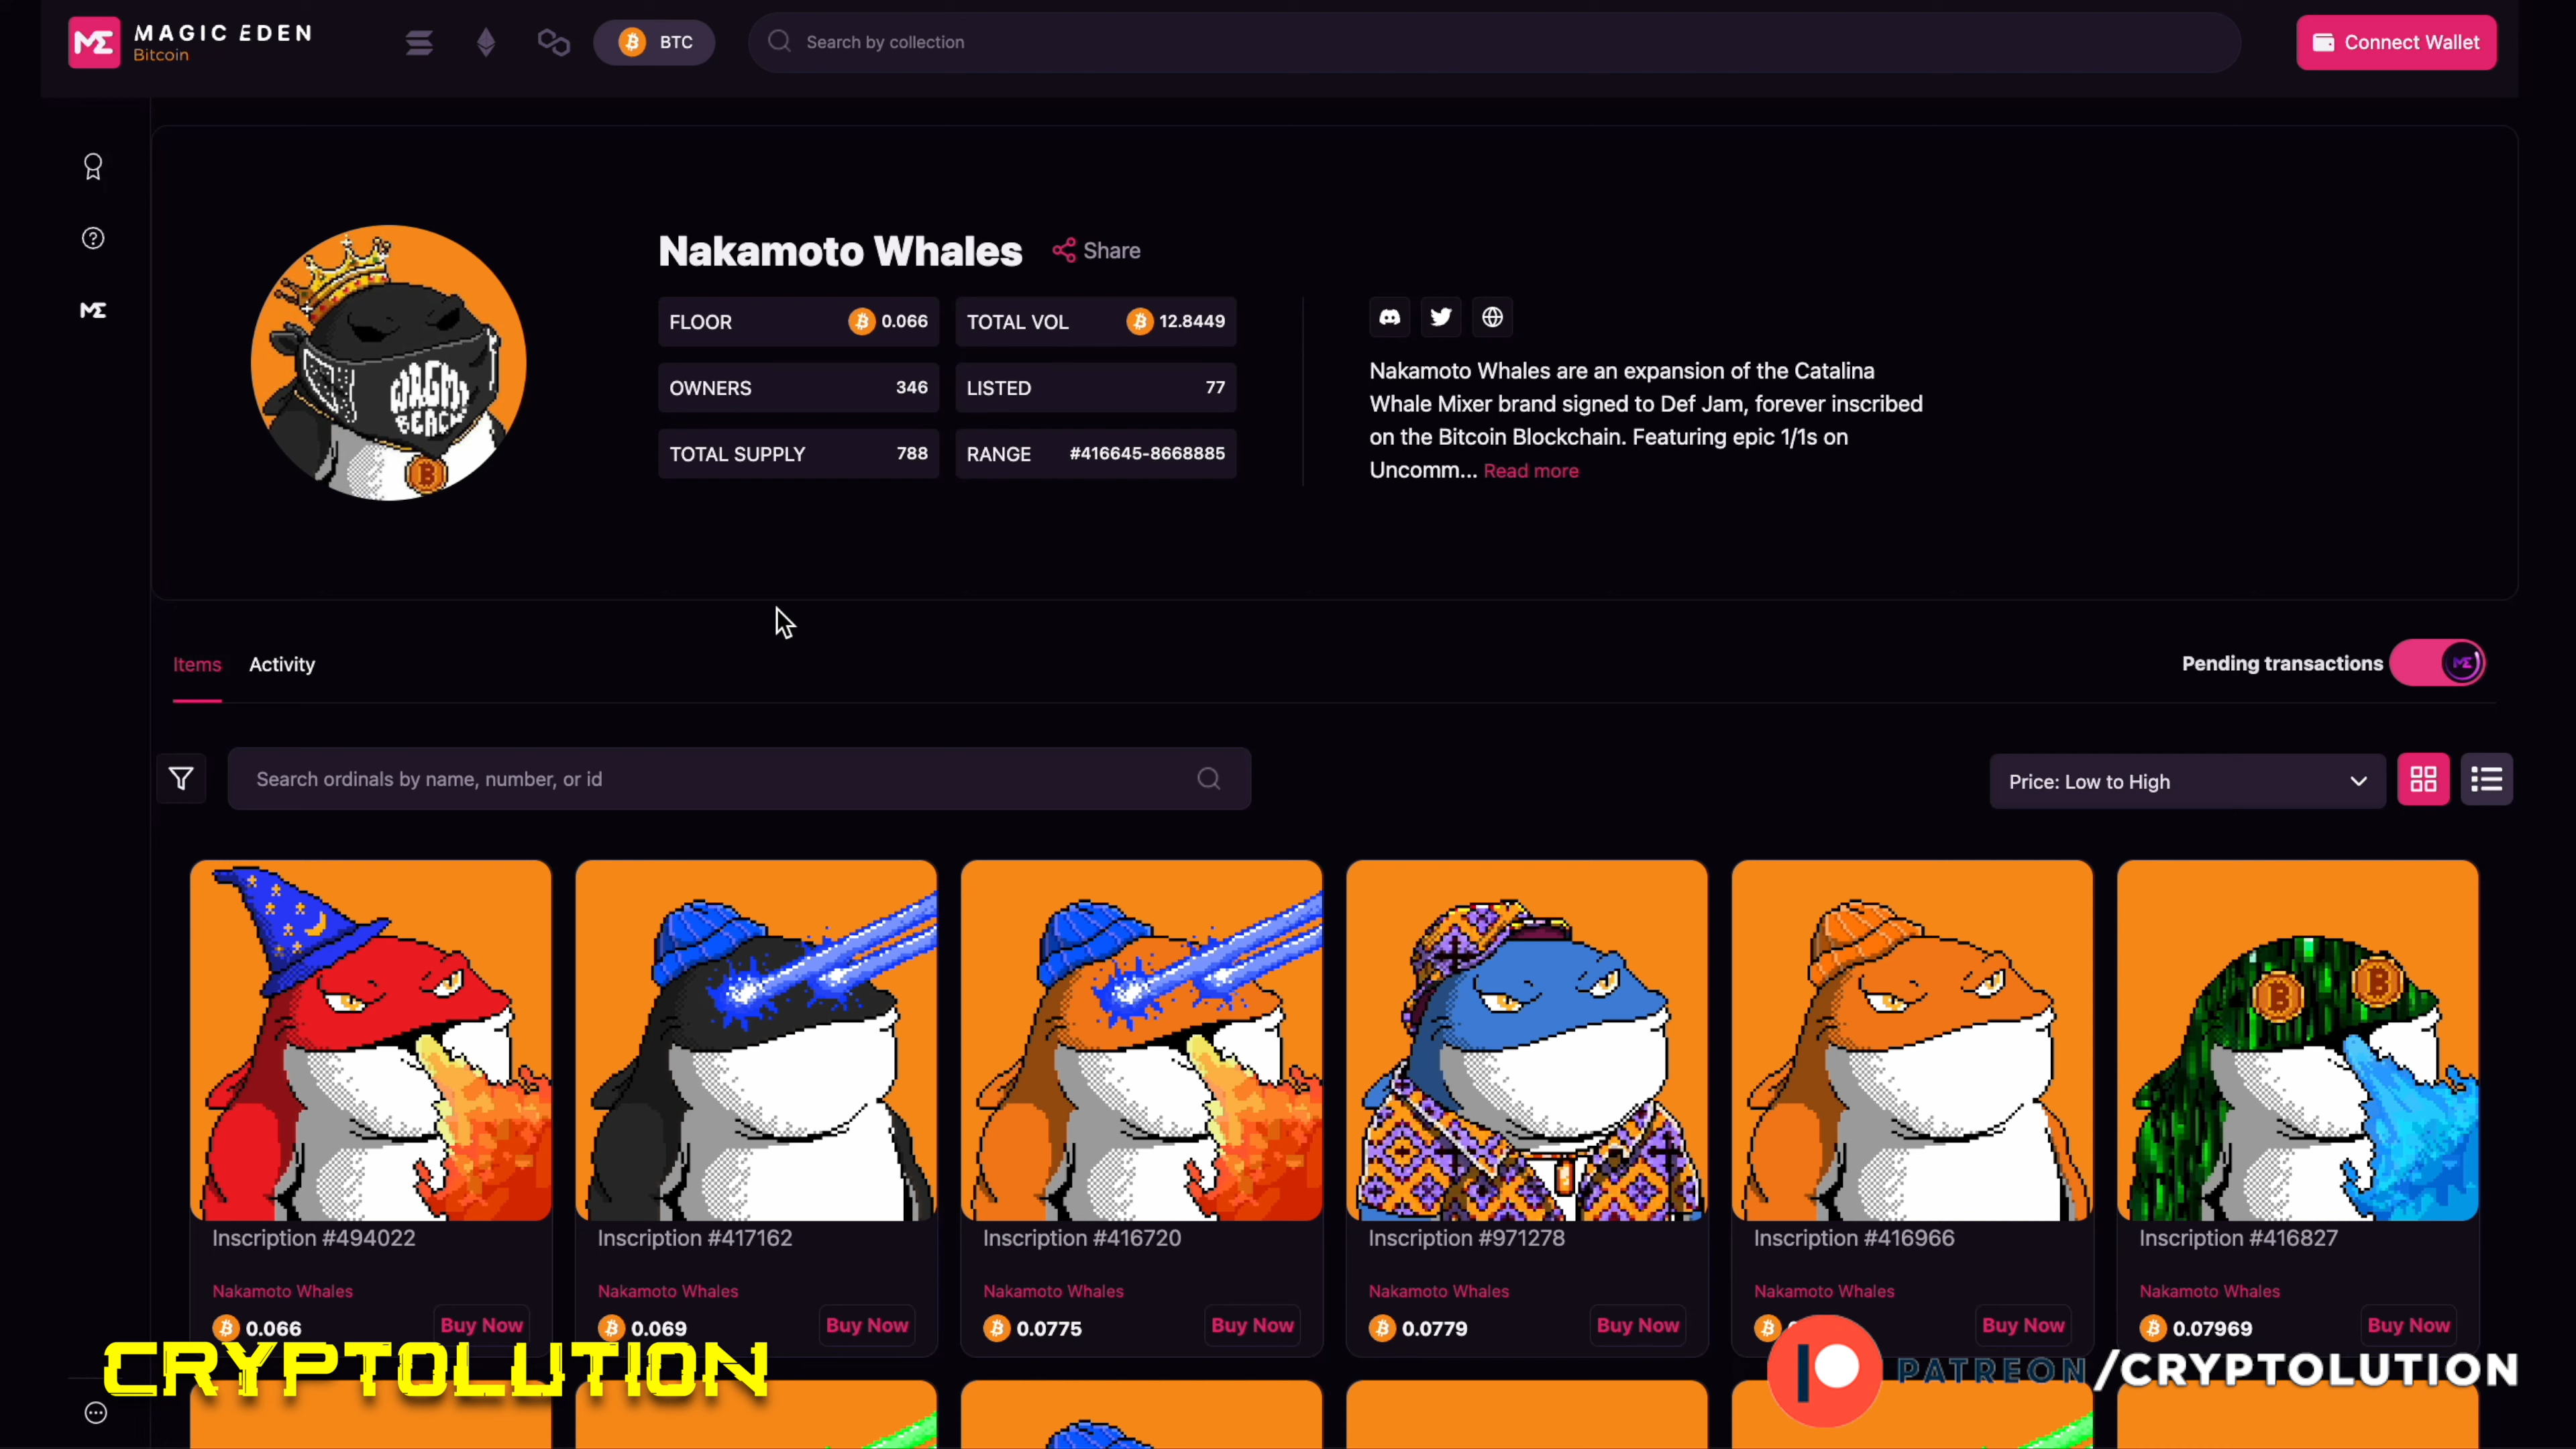 MAGIC EDEN
Bitcoin
BTC
Search by collection
Connect Wallet
Nakamoto Whales
Share
FLOOR 0.066
TOTAL VOL 12.8449
OWNERS 346
LISTED 77
TOTAL SUPPLY 788
RANGE #416645-8668885
Nakamoto Whales are an expansion of the Catalina
Whale Mixer brand signed to Def Jam, forever inscribed
on the Bitcoin Blockchain. Featuring epic 1/1s on
Uncomm... Read more
WAGMI
BEACH
Items
Activity
Pending transactions
Search ordinals by name, number, or id
Price: Low to High
Inscription #494022
Nakamoto Whales
0.066
Buy Now
Inscription #417162
Nakamoto Whales
0.069
Buy Now
Inscription #416720
Nakamoto Whales
0.0775
Buy Now
Inscription #971278
Nakamoto Whales
0.0779
Buy Now
Inscription #416966
Nakamoto Whales
Buy Now
Inscription #416827
Nakamoto Whales
0.07969
Buy Now
CRYPTOLUTION
PATREON/CRYPTOLUTION